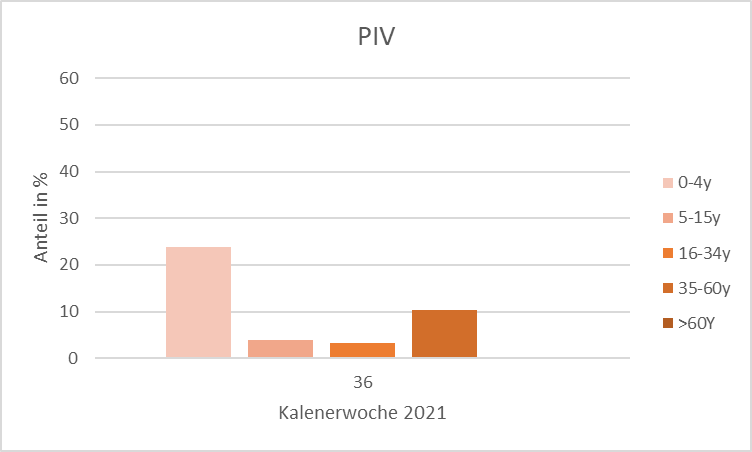 PIV
60
50
40
30
20
10
0
Anteil in %
36
Kalenerwoche 2021
0-4y
5-15y
16-34y
35-60y
>60Y